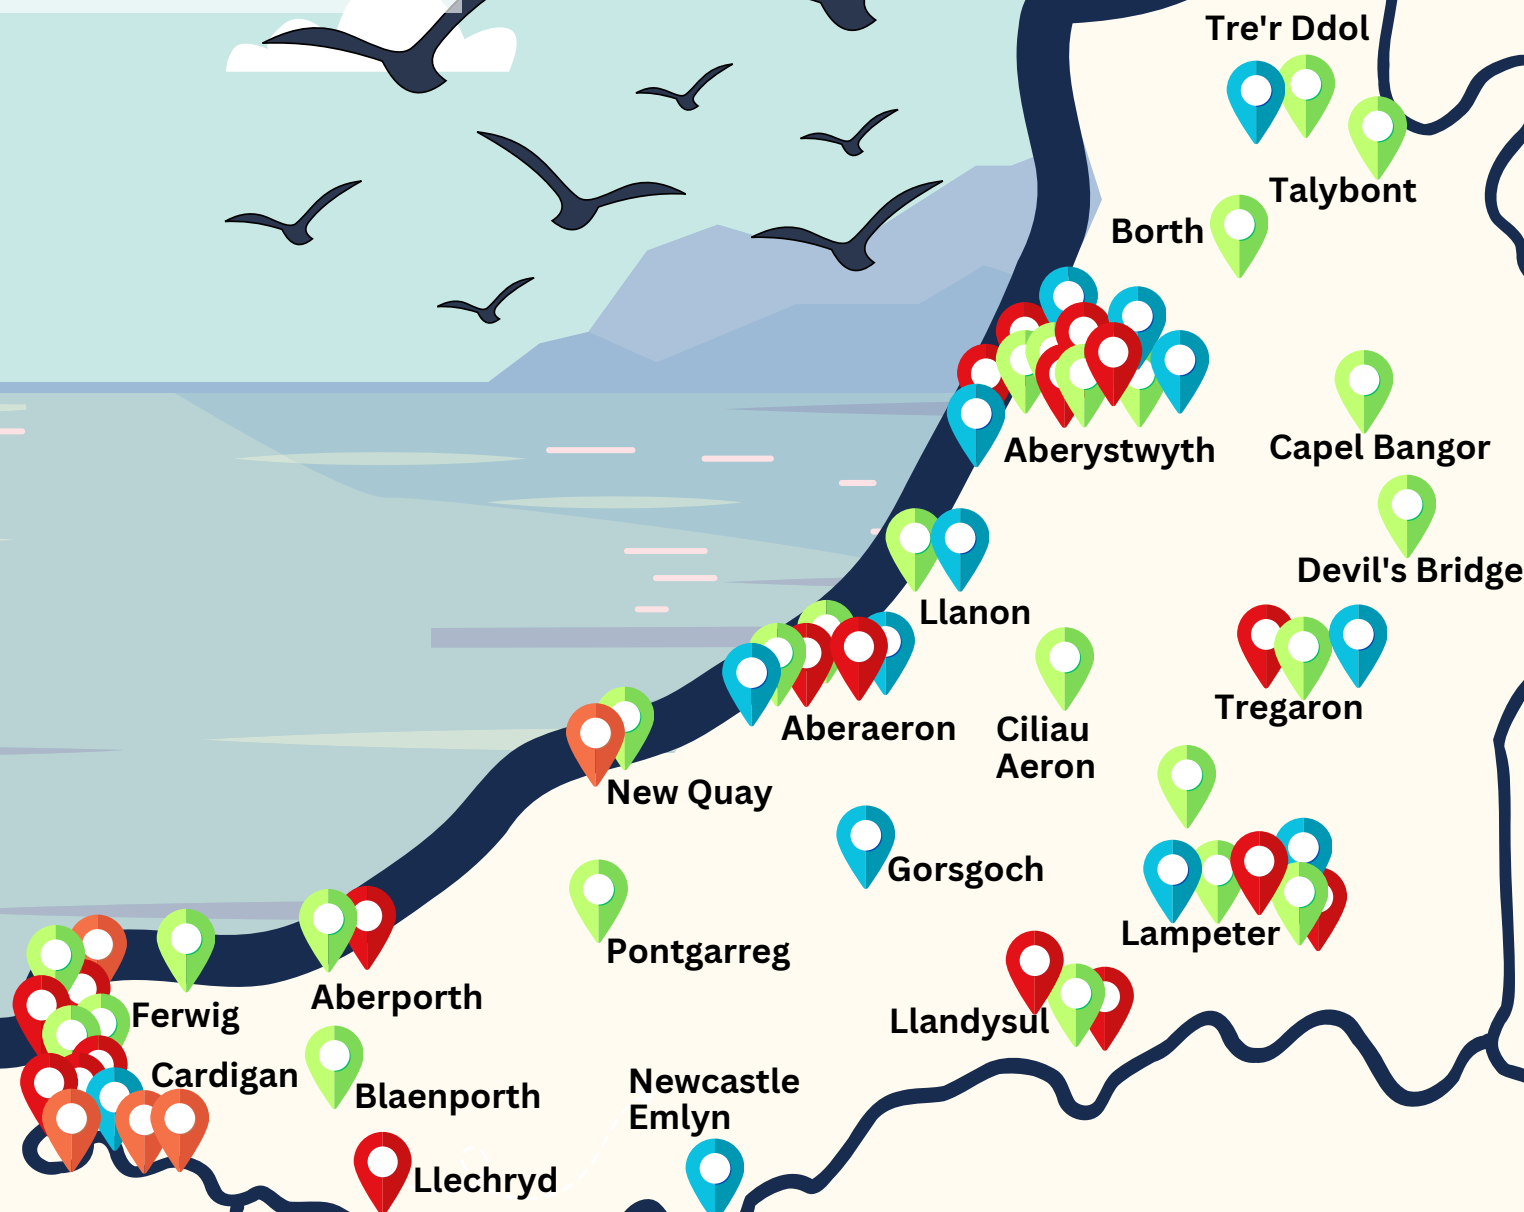 Tre'r Ddol
Talybont
Borth
Aberystwyth
Capel Bangor
Devil's Bridge
Llanon
Tregaron
Aberaeron
Ciliau
Aeron
New Quay
Gorsgoch
Lampeter
Pontgarreg
Aberporth
Ferwig
Llandysul
Cardigan
Blaenporth
Newcastle
Emlyn
Llechryd